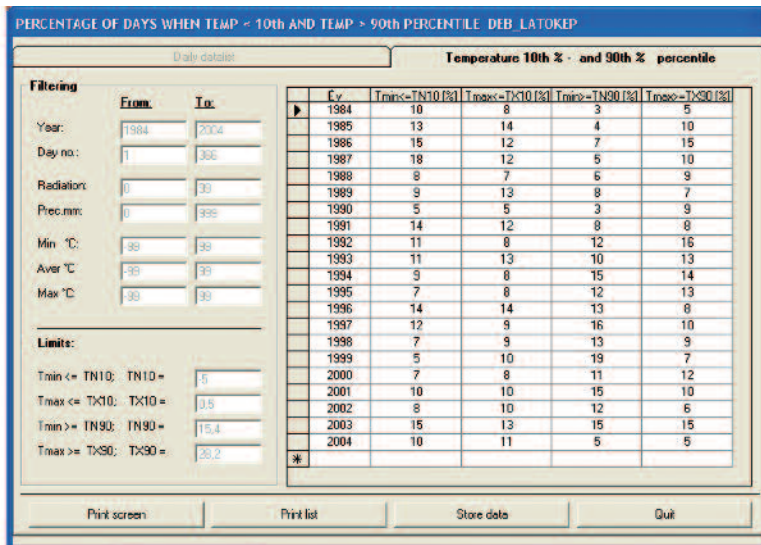 PERCENTAGE OF DAYS WHEN TEMP < 10th AND TEMP > 90th PERCENTILE DEB_LATOKEP
Daily datalist
Temperature 10th % - and 90th % percentile
Filtering
From: To:
Year: 1984 2004
Day no.: 1 366
Radiation: 0 39
Prec.mm: 0 999
Min °C: -99 99
Aver °C -99 99
Max °C -99 99
Limits:
Tmin <= TN10; TN10 = -5
Tmax <= TX10; TX10 = 0,5
Tmin >= TN90; TN90 = 15,4
Tmax >= TX90; TX90 = 28,2
Év Tmin<=TN10 [%] Tmax<=TX10 [%] Tmin>=TN90 [%] Tmax>=TX90 [%]
1984 10 8 3 5
1985 13 14 4 10
1986 15 12 7 15
1987 18 12 5 10
1988 8 7 6 9
1989 9 13 8 7
1990 5 5 3 9
1991 14 12 8 8
1992 11 8 12 16
1993 11 13 10 13
1994 9 8 15 14
1995 7 8 12 13
1996 14 14 13 8
1997 12 9 16 10
1998 7 9 13 9
1999 5 10 19 7
2000 7 8 11 12
2001 10 10 15 10
2002 8 10 12 6
2003 15 13 15 15
2004 10 11 5 5
Print screen Print list Store data Quit